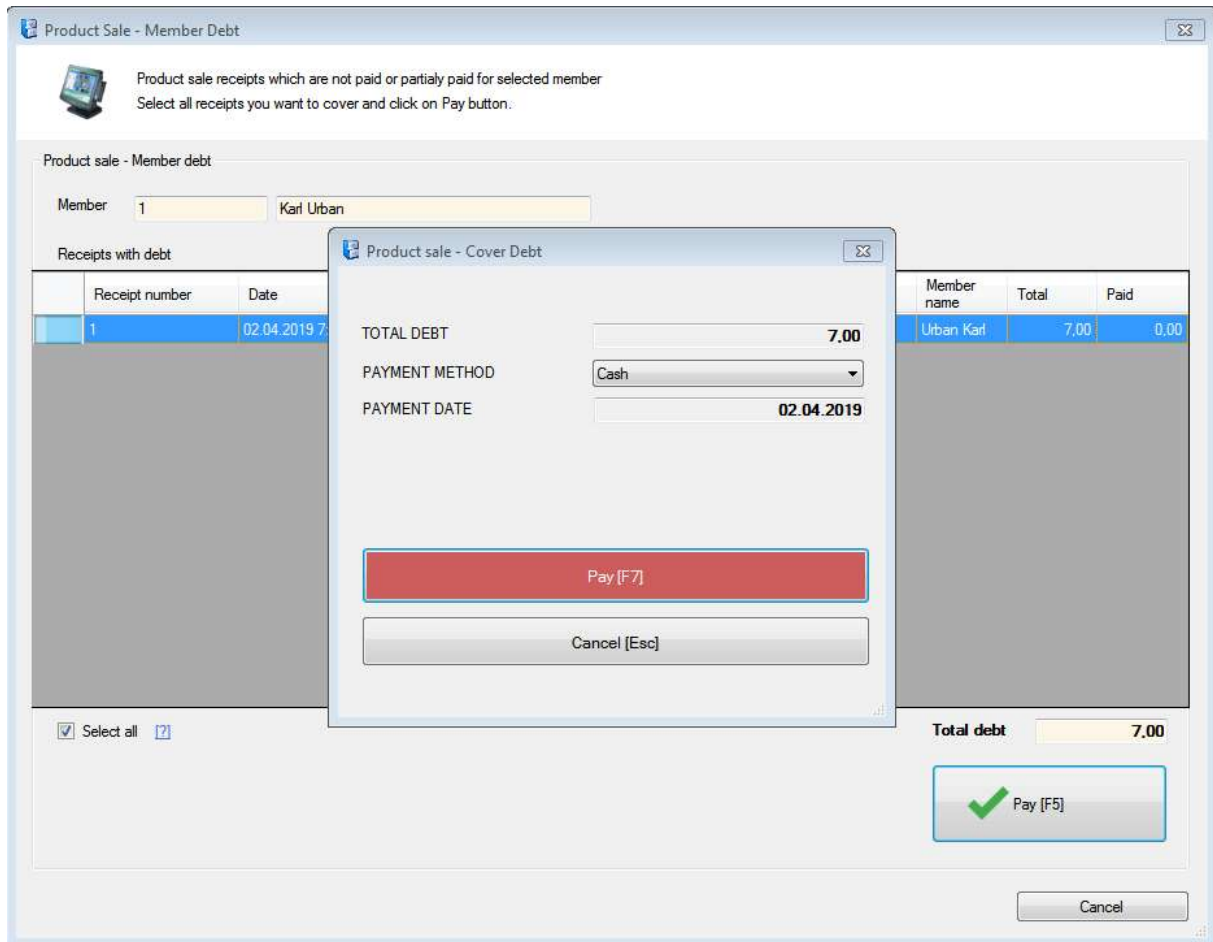 Product Sale - Member Debt
Product sale receipts which are not paid or partialy paid for selected member
Select all receipts you want to cover and click on Pay button.
Product sale - Member debt
Member 1 Karl Urban
Receipts with debt
Receipt number Date Member name Total Paid
1 02.04.2019 7: Urban Karl 7,00 0,00
Product sale - Cover Debt
TOTAL DEBT 7,00
PAYMENT METHOD Cash
PAYMENT DATE 02.04.2019
Pay [F7]
Cancel [Esc]
Select all [?]
Total debt 7,00
Pay [F5]
Cancel